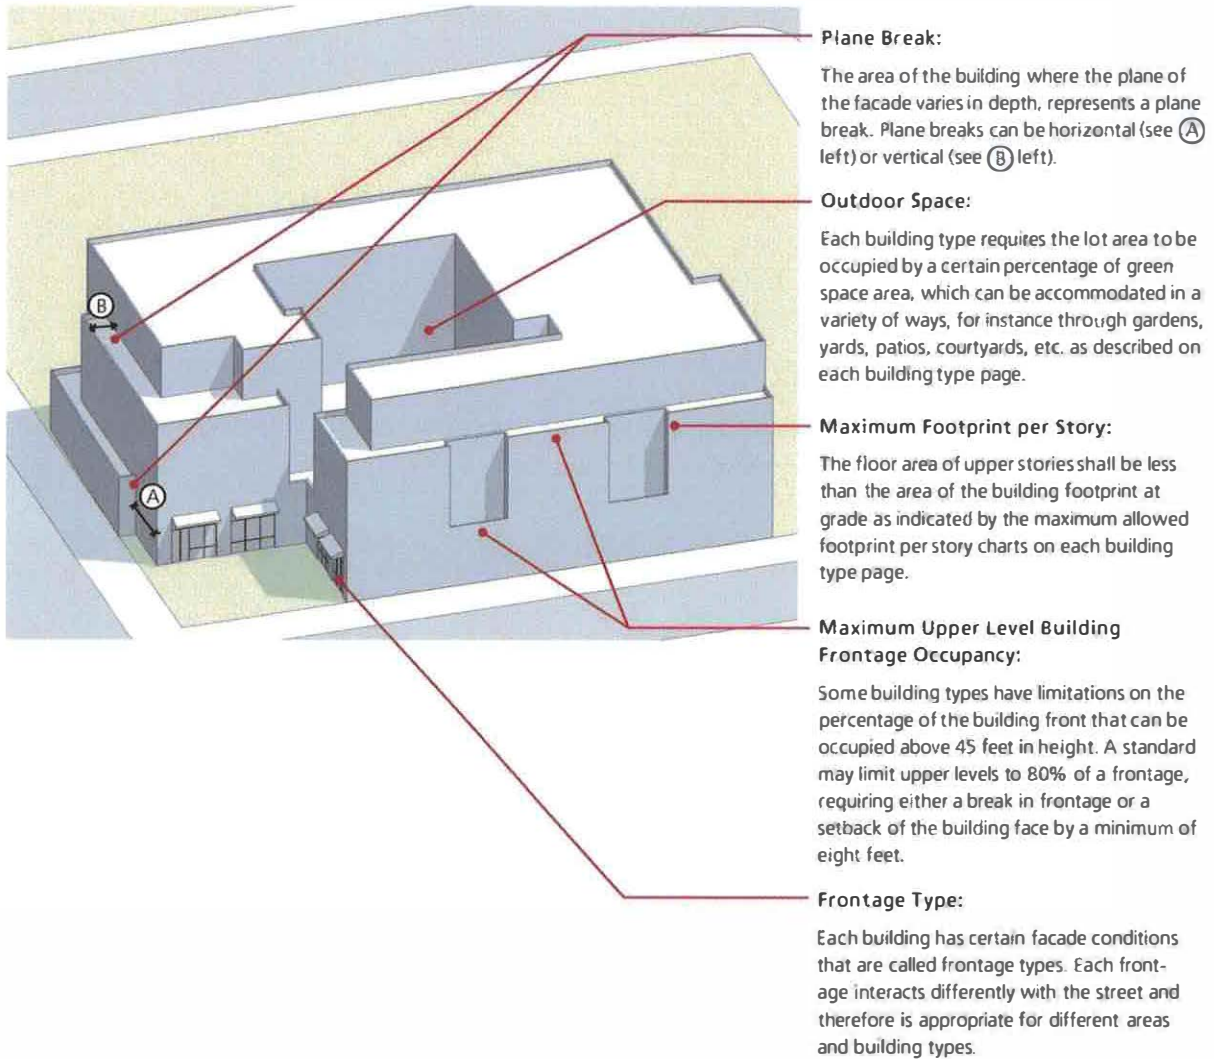 Plane Break:
The area of the building where the plane of
the facade varies in depth, represents a plane
break. Plane breaks can be horizontal (see A
left) or vertical (see B left).
Outdoor Space:
Each building type requires the lot area to be
occupied by a certain percentage of green
space area, which can be accommodated in a
variety of ways, for instance through gardens,
yards, patios, courtyards, etc. as described on
each building type page.
Maximum Footprint per Story:
The floor area of upper stories shall be less
than the area of the building footprint at
grade as indicated by the maximum allowed
footprint per story charts on each building
type page.
Maximum Upper Level Building
Frontage Occupancy:
Some building types have limitations on the
percentage of the building front that can be
occupied above 45 feet in height. A standard
may limit upper levels to 80% of a frontage,
requiring either a break in frontage or a
setback of the building face by a minimum of
eight feet.
Frontage Type:
Each building has certain facade conditions
that are called frontage types. Each front-
age interacts differently with the street and
therefore is appropriate for different areas
and building types.
B
A